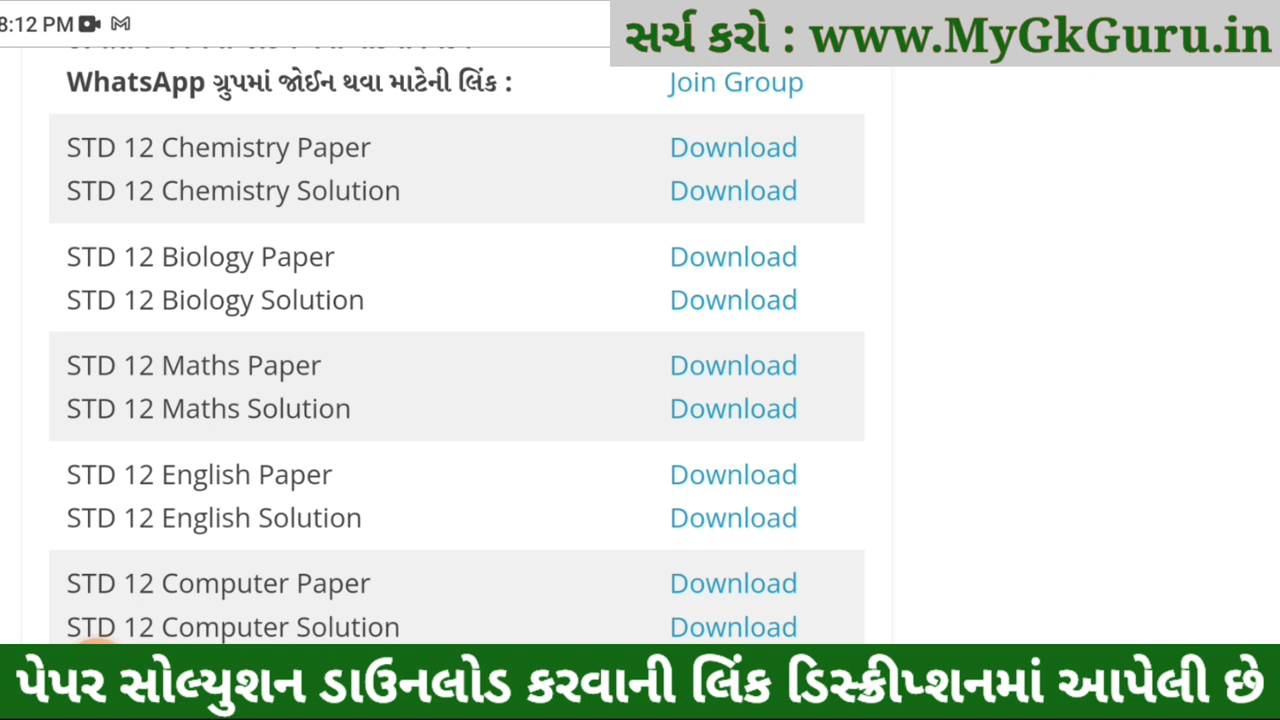 8:12 PM
સર્ચ કરો : www.MyGkGuru.in
WhatsApp ગ્રુપમાં જોઈન થવા માટેની લિંક : Join Group
STD 12 Chemistry Paper Download
STD 12 Chemistry Solution Download
STD 12 Biology Paper Download
STD 12 Biology Solution Download
STD 12 Maths Paper Download
STD 12 Maths Solution Download
STD 12 English Paper Download
STD 12 English Solution Download
STD 12 Computer Paper Download
STD 12 Computer Solution Download
પેપર સોલ્યુશન ડાઉનલોડ કરવાની લિંક ડિસ્ક્રીપ્શનમાં આપેલી છે